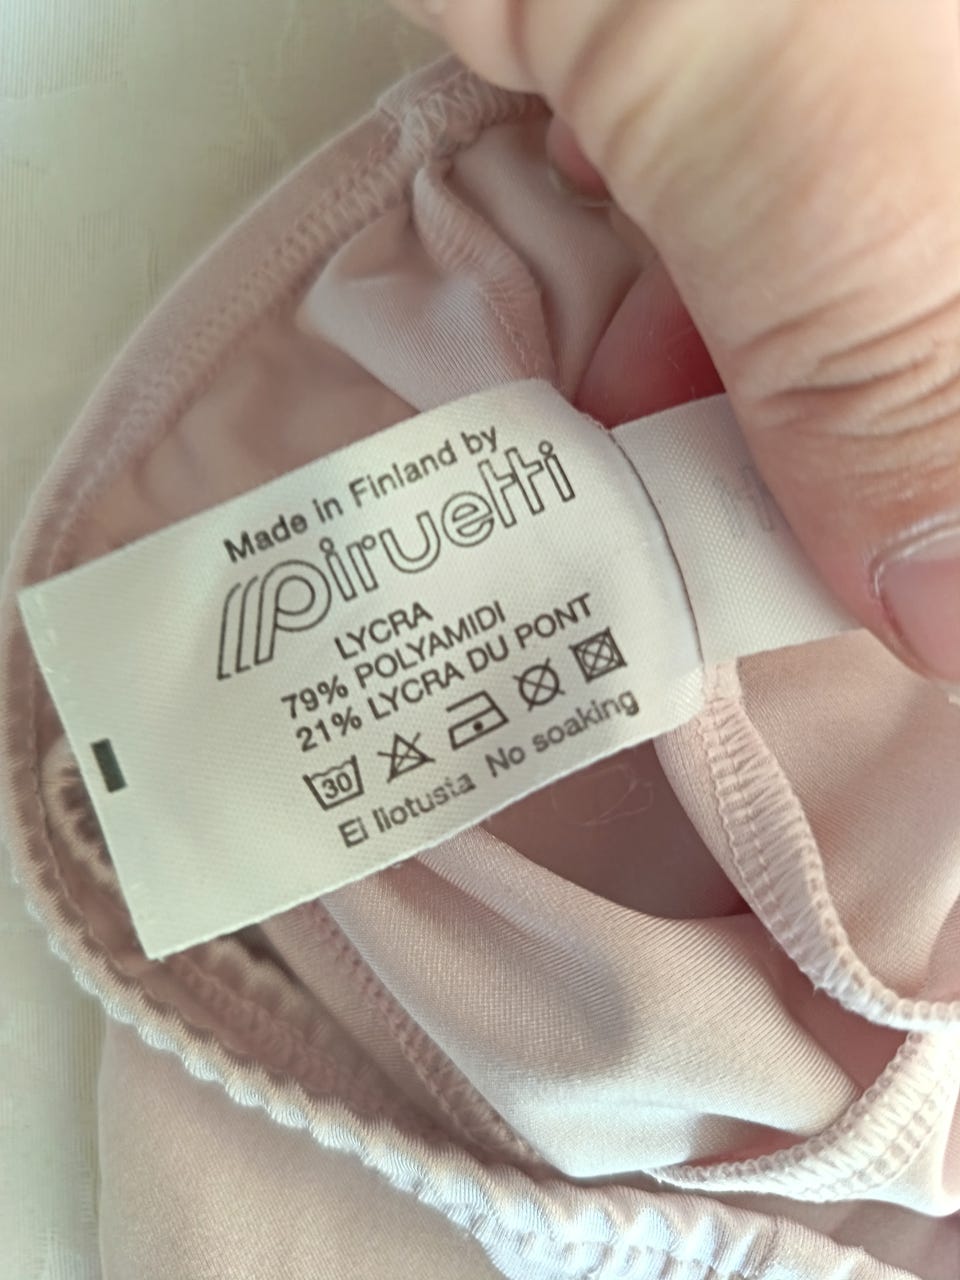 Made in Finland by
piruetti
LYCRA
79% POLYAMIDI
21% LYCRA DU PONT
30
Ei liotusta No soaking